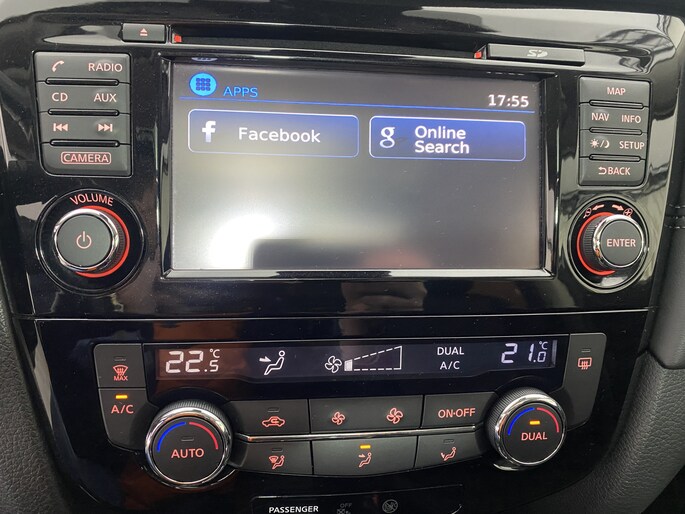 SD
RADIO
CD AUX
CAMERA
VOLUME
APPS
17:55
f Facebook
g Online
Search
MAP
NAV INFO
SETUP
BACK
ENTER
22.5 °C
DUAL
A/C
21.0 °C
MAX
A/C
AUTO
ON·OFF
DUAL
PASSENGER
OFF